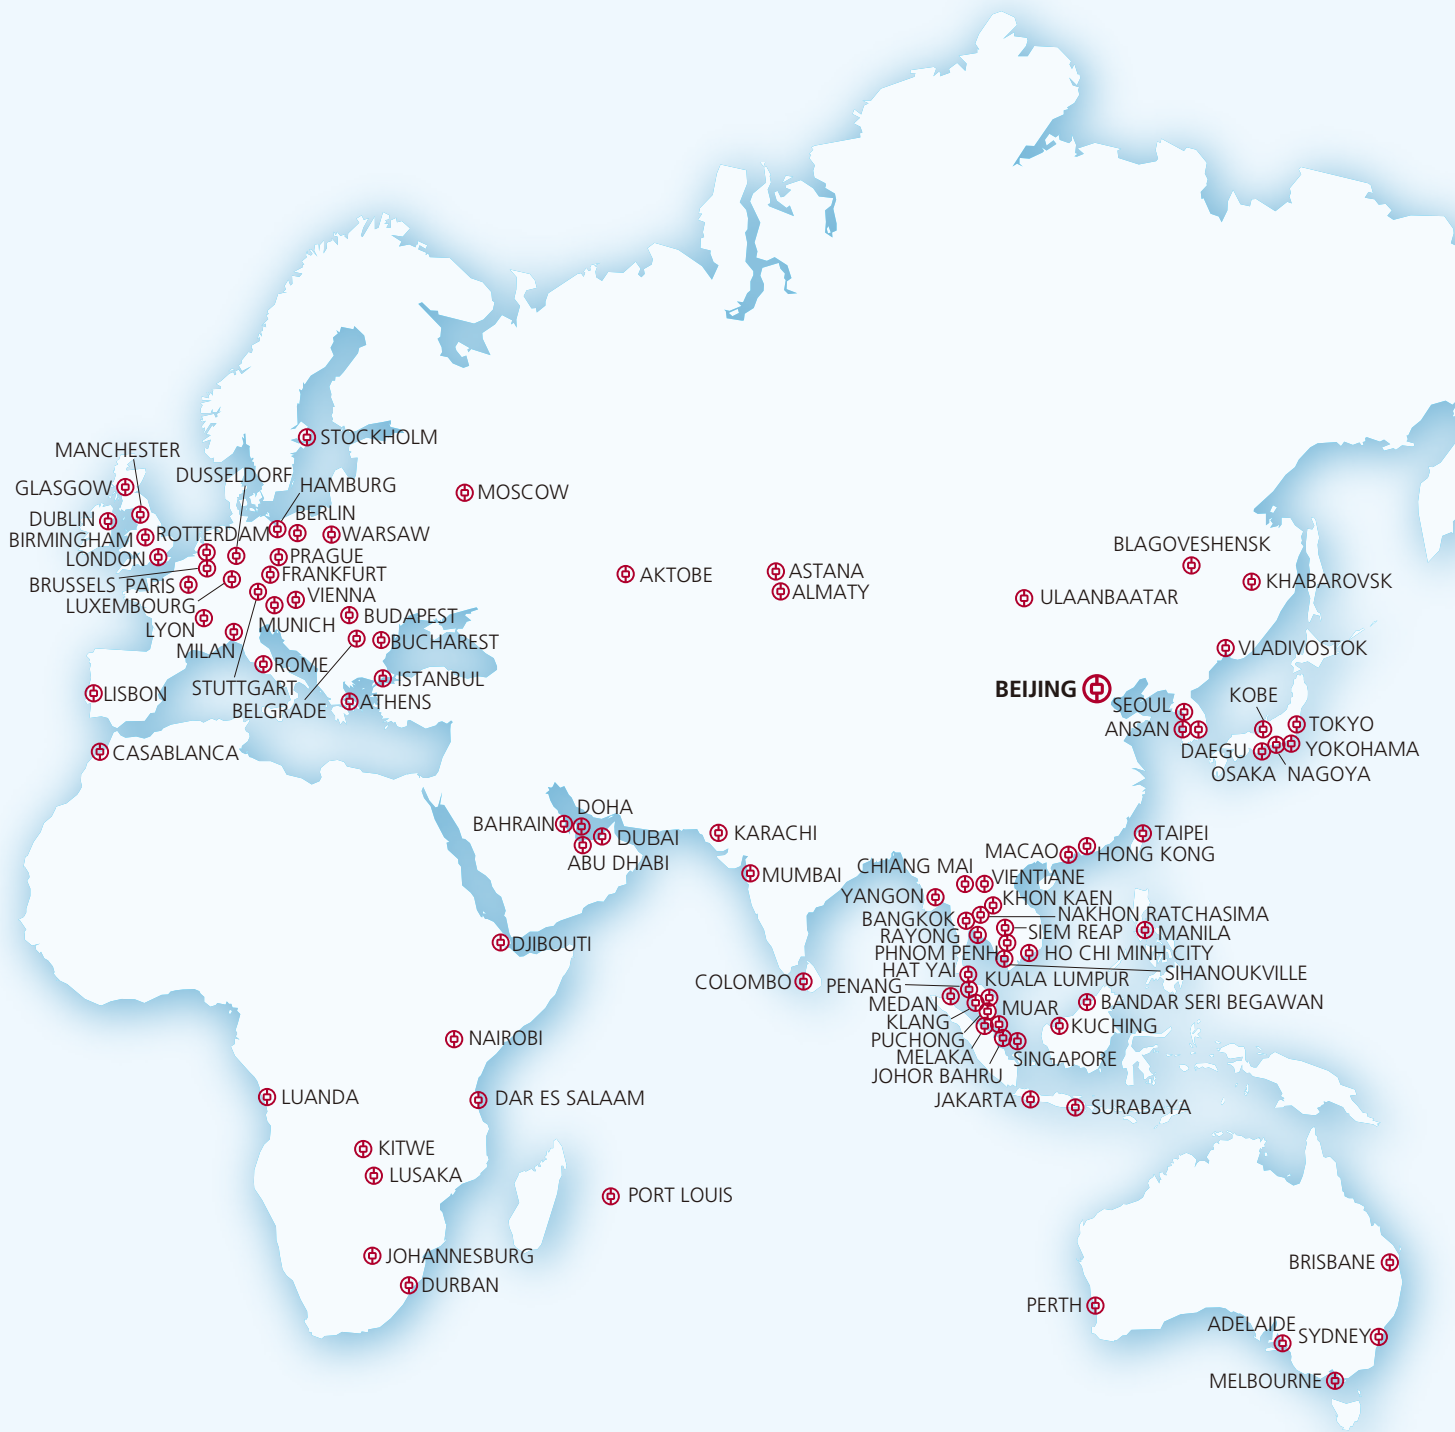 STOCKHOLM
MANCHESTER
DUSSELDORF
HAMBURG
GLASGOW
MOSCOW
BERLIN
DUBLIN
ROTTERDAM
WARSAW
BIRMINGHAM
LONDON
PRAGUE
BRUSSELS
PARIS
FRANKFURT
LUXEMBOURG
VIENNA
LYON
MUNICH
BUDAPEST
MILAN
BUCHAREST
ROME
STUTTGART
ISTANBUL
LISBON
BELGRADE
ATHENS
CASABLANCA
AKTOBE
ASTANA
ALMATY
BLAGOVESHENSK
KHABAROVSK
ULAANBAATAR
VLADIVOSTOK
BEIJING
SEOUL
KOBE
ANSAN
TOKYO
DAEGU
YOKOHAMA
OSAKA
NAGOYA
DOHA
BAHRAIN
DUBAI
ABU DHABI
KARACHI
MUMBAI
TAIPEI
MACAO
HONG KONG
CHIANG MAI
VIENTIANE
YANGON
KHON KAEN
BANGKOK
NAKHON RATCHASIMA
RAYONG
SIEM REAP
MANILA
PHNOM PENH
HO CHI MINH CITY
HAT YAI
SIHANOUKVILLE
DJIBOUTI
COLOMBO
PENANG
KUALA LUMPUR
MEDAN
MUAR
BANDAR SERI BEGAWAN
KLANG
KUCHING
PUCHONG
MELAKA
SINGAPORE
JOHOR BAHRU
JAKARTA
SURABAYA
NAIROBI
LUANDA
DAR ES SALAAM
KITWE
LUSAKA
PORT LOUIS
JOHANNESBURG
DURBAN
BRISBANE
PERTH
ADELAIDE
SYDNEY
MELBOURNE